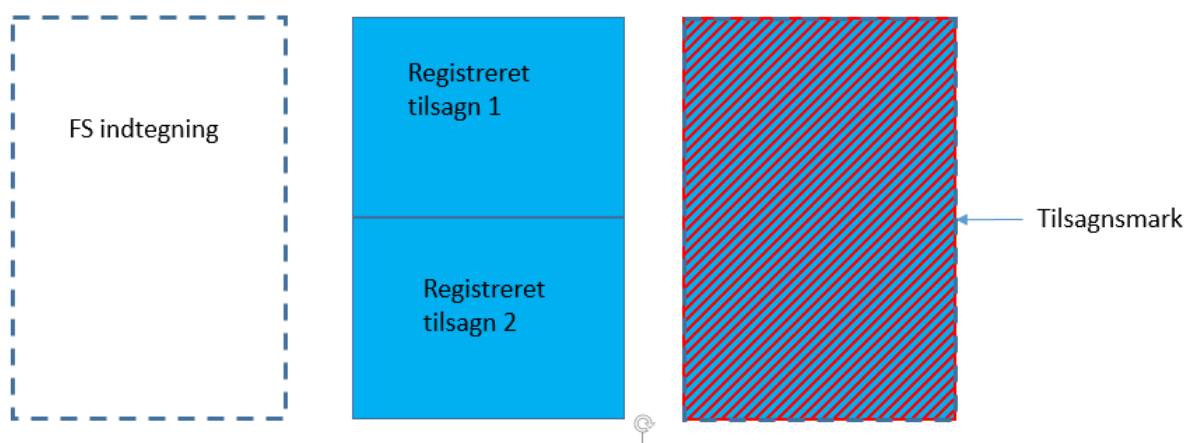 FS indtegning
Registreret
tilsagn 1
Registreret
tilsagn 2
Tilsagnsmark